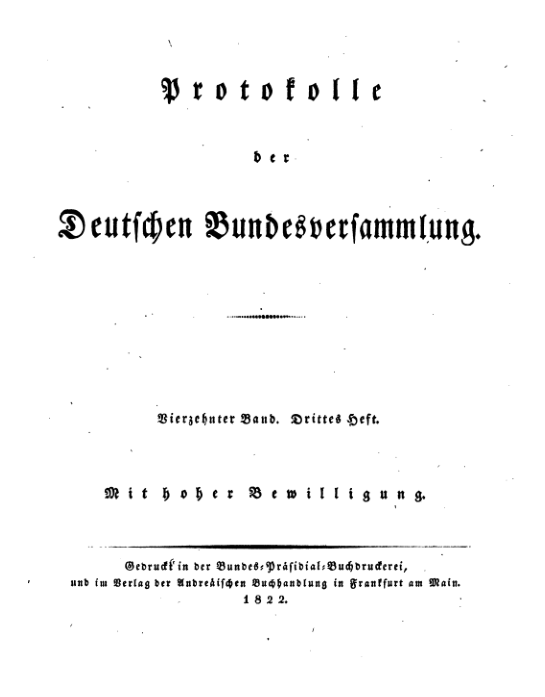 Protokolle
der
Deutschen Bundesversammlung.
Vierzehnter Band. Drittes Heft.
Mit hoher Bewilligung.
Gedruckt in der Bundes-Präsidial-Buchdruckerei,
und im Verlag der Andreäischen Buchhandlung in Frankfurt am Main.
1822.